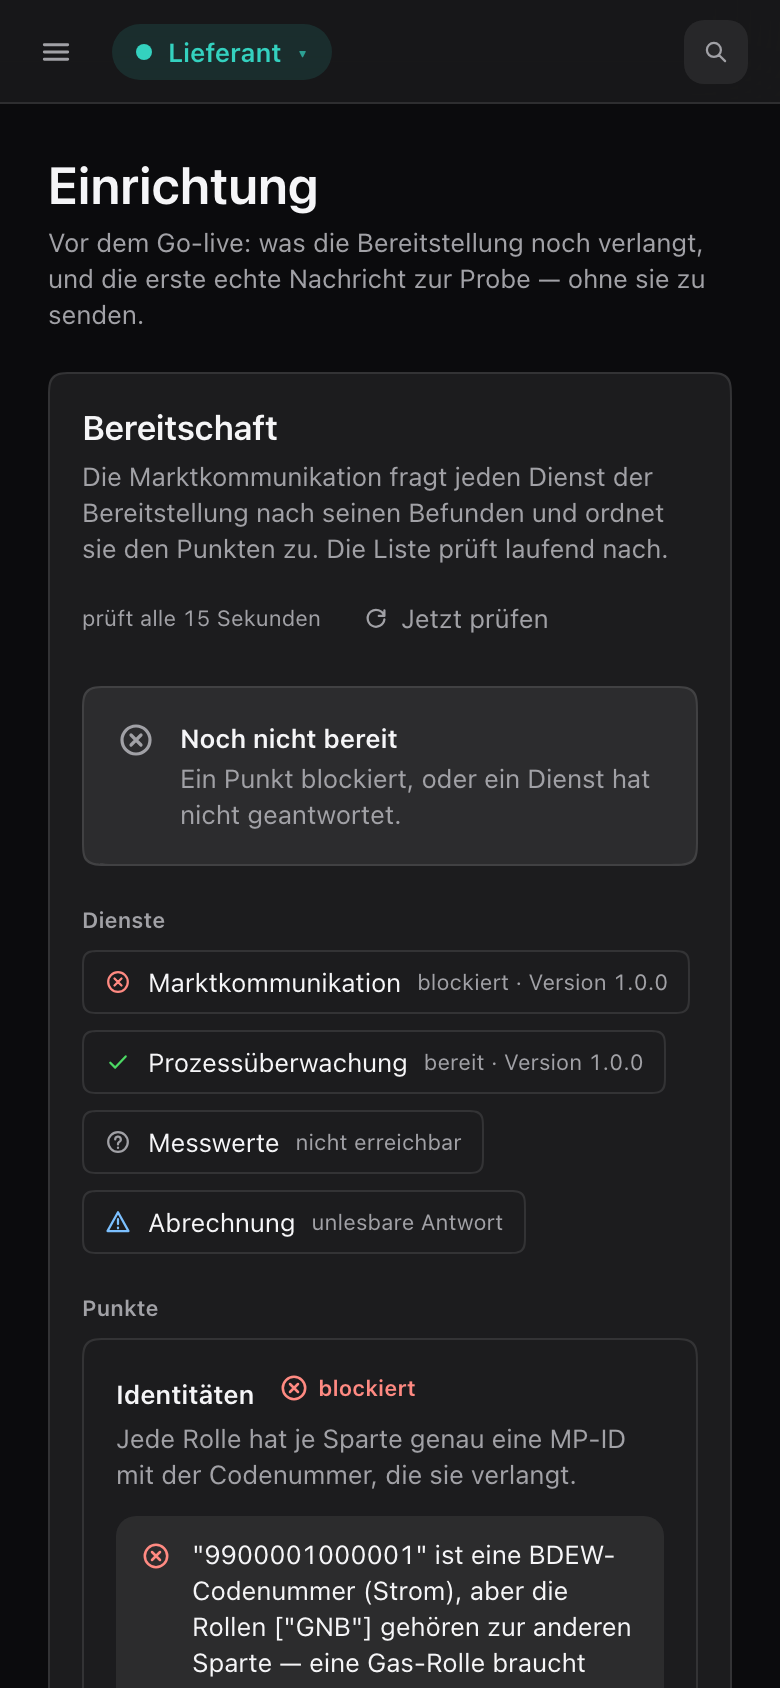 Lieferant
Einrichtung
Vor dem Go-live: was die Bereitstellung noch verlangt,
und die erste echte Nachricht zur Probe — ohne sie zu
senden.
Bereitschaft
Die Marktkommunikation fragt jeden Dienst der
Bereitstellung nach seinen Befunden und ordnet
sie den Punkten zu. Die Liste prüft laufend nach.
prüft alle 15 Sekunden Jetzt prüfen
Noch nicht bereit
Ein Punkt blockiert, oder ein Dienst hat
nicht geantwortet.
Dienste
Marktkommunikation blockiert · Version 1.0.0
Prozessüberwachung bereit · Version 1.0.0
Messwerte nicht erreichbar
Abrechnung unlesbare Antwort
Punkte
Identitäten blockiert
Jede Rolle hat je Sparte genau eine MP-ID
mit der Codenummer, die sie verlangt.
"9900001000001" ist eine BDEW-
Codenummer (Strom), aber die
Rollen ["GNB"] gehören zur anderen
Sparte — eine Gas-Rolle braucht